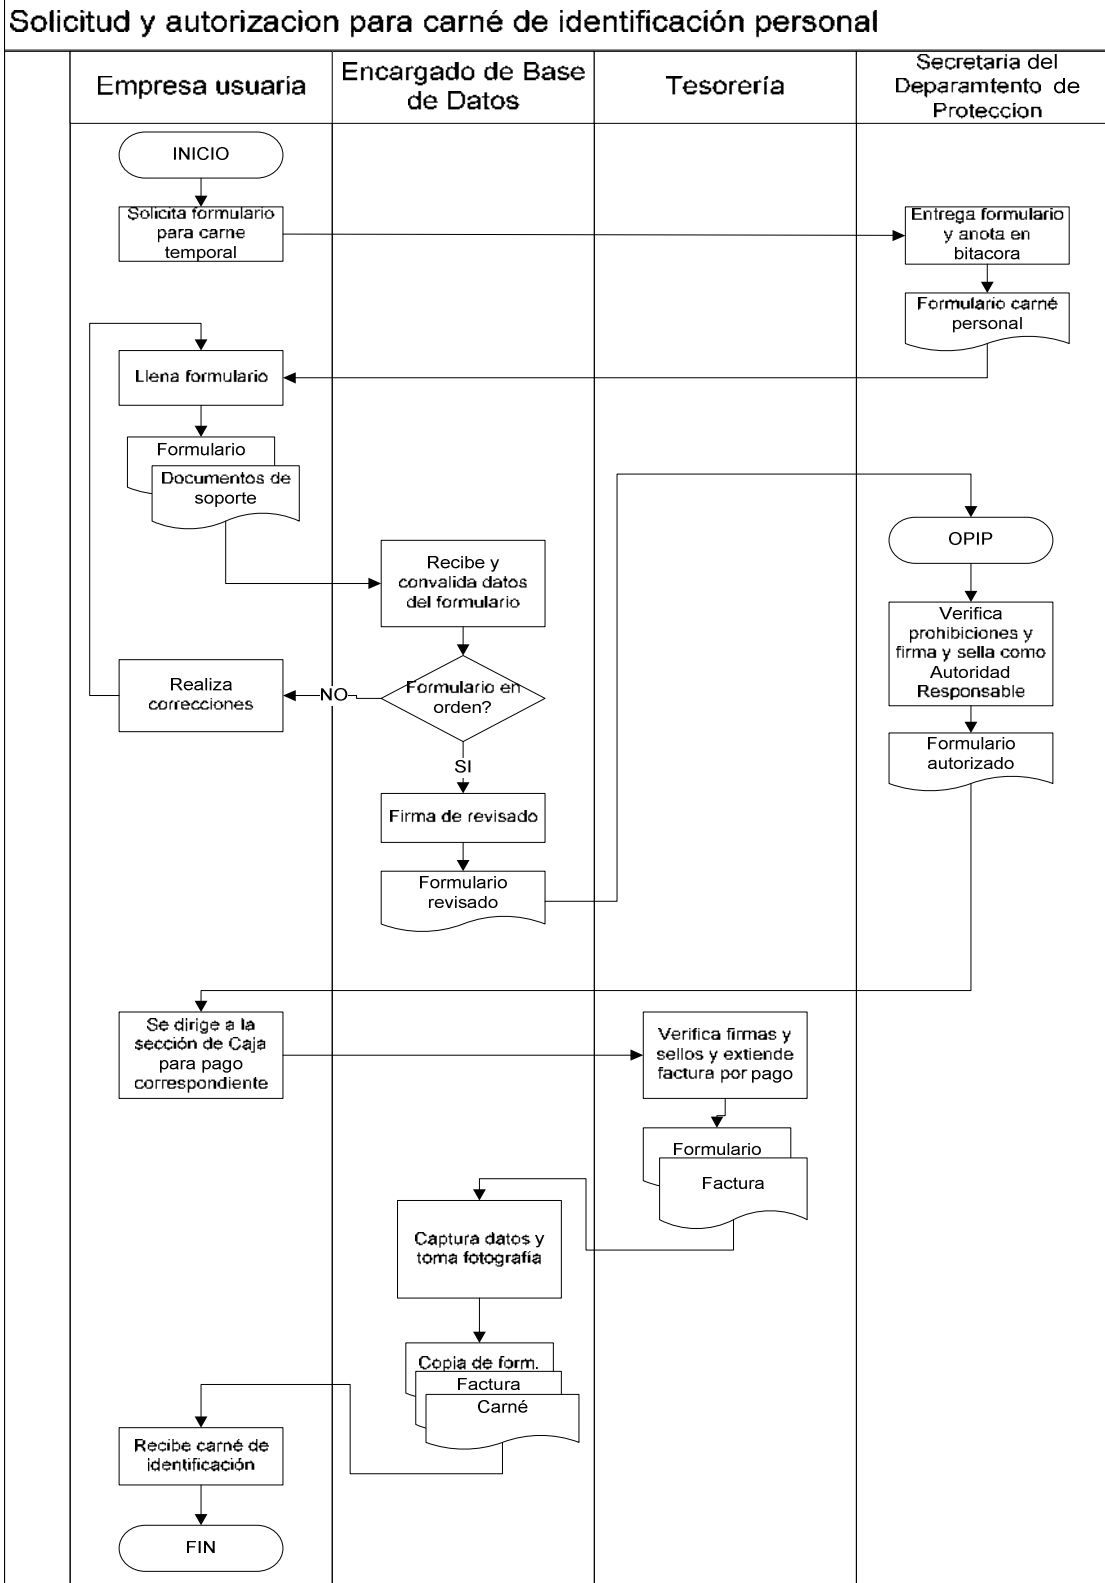 Solicitud y autorizacion para carné de identificación personal
Empresa usuaria
Encargado de Base
de Datos
Tesorería
Secretaria del
Deparamtento de
Proteccion
INICIO
Solicita formulario
para carne
temporal
Entrega formulario
y anota en
bitacora
Formulario carné
personal
Llena formulario
Formulario
Documentos de
soporte
Recibe y
convalida datos
del formulario
OPIP
Verifica
prohibiciones y
firma y sella como
Autoridad
Responsable
Realiza
correcciones
NO
Formulario en
orden?
SI
Formulario
autorizado
Firma de revisado
Formulario
revisado
Se dirige a la
sección de Caja
para pago
correspondiente
Verifica firmas y
sellos y extiende
factura por pago
Formulario
Factura
Captura datos y
toma fotografía
Copia de form.
Factura
Carné
Recibe carné de
identificación
FIN